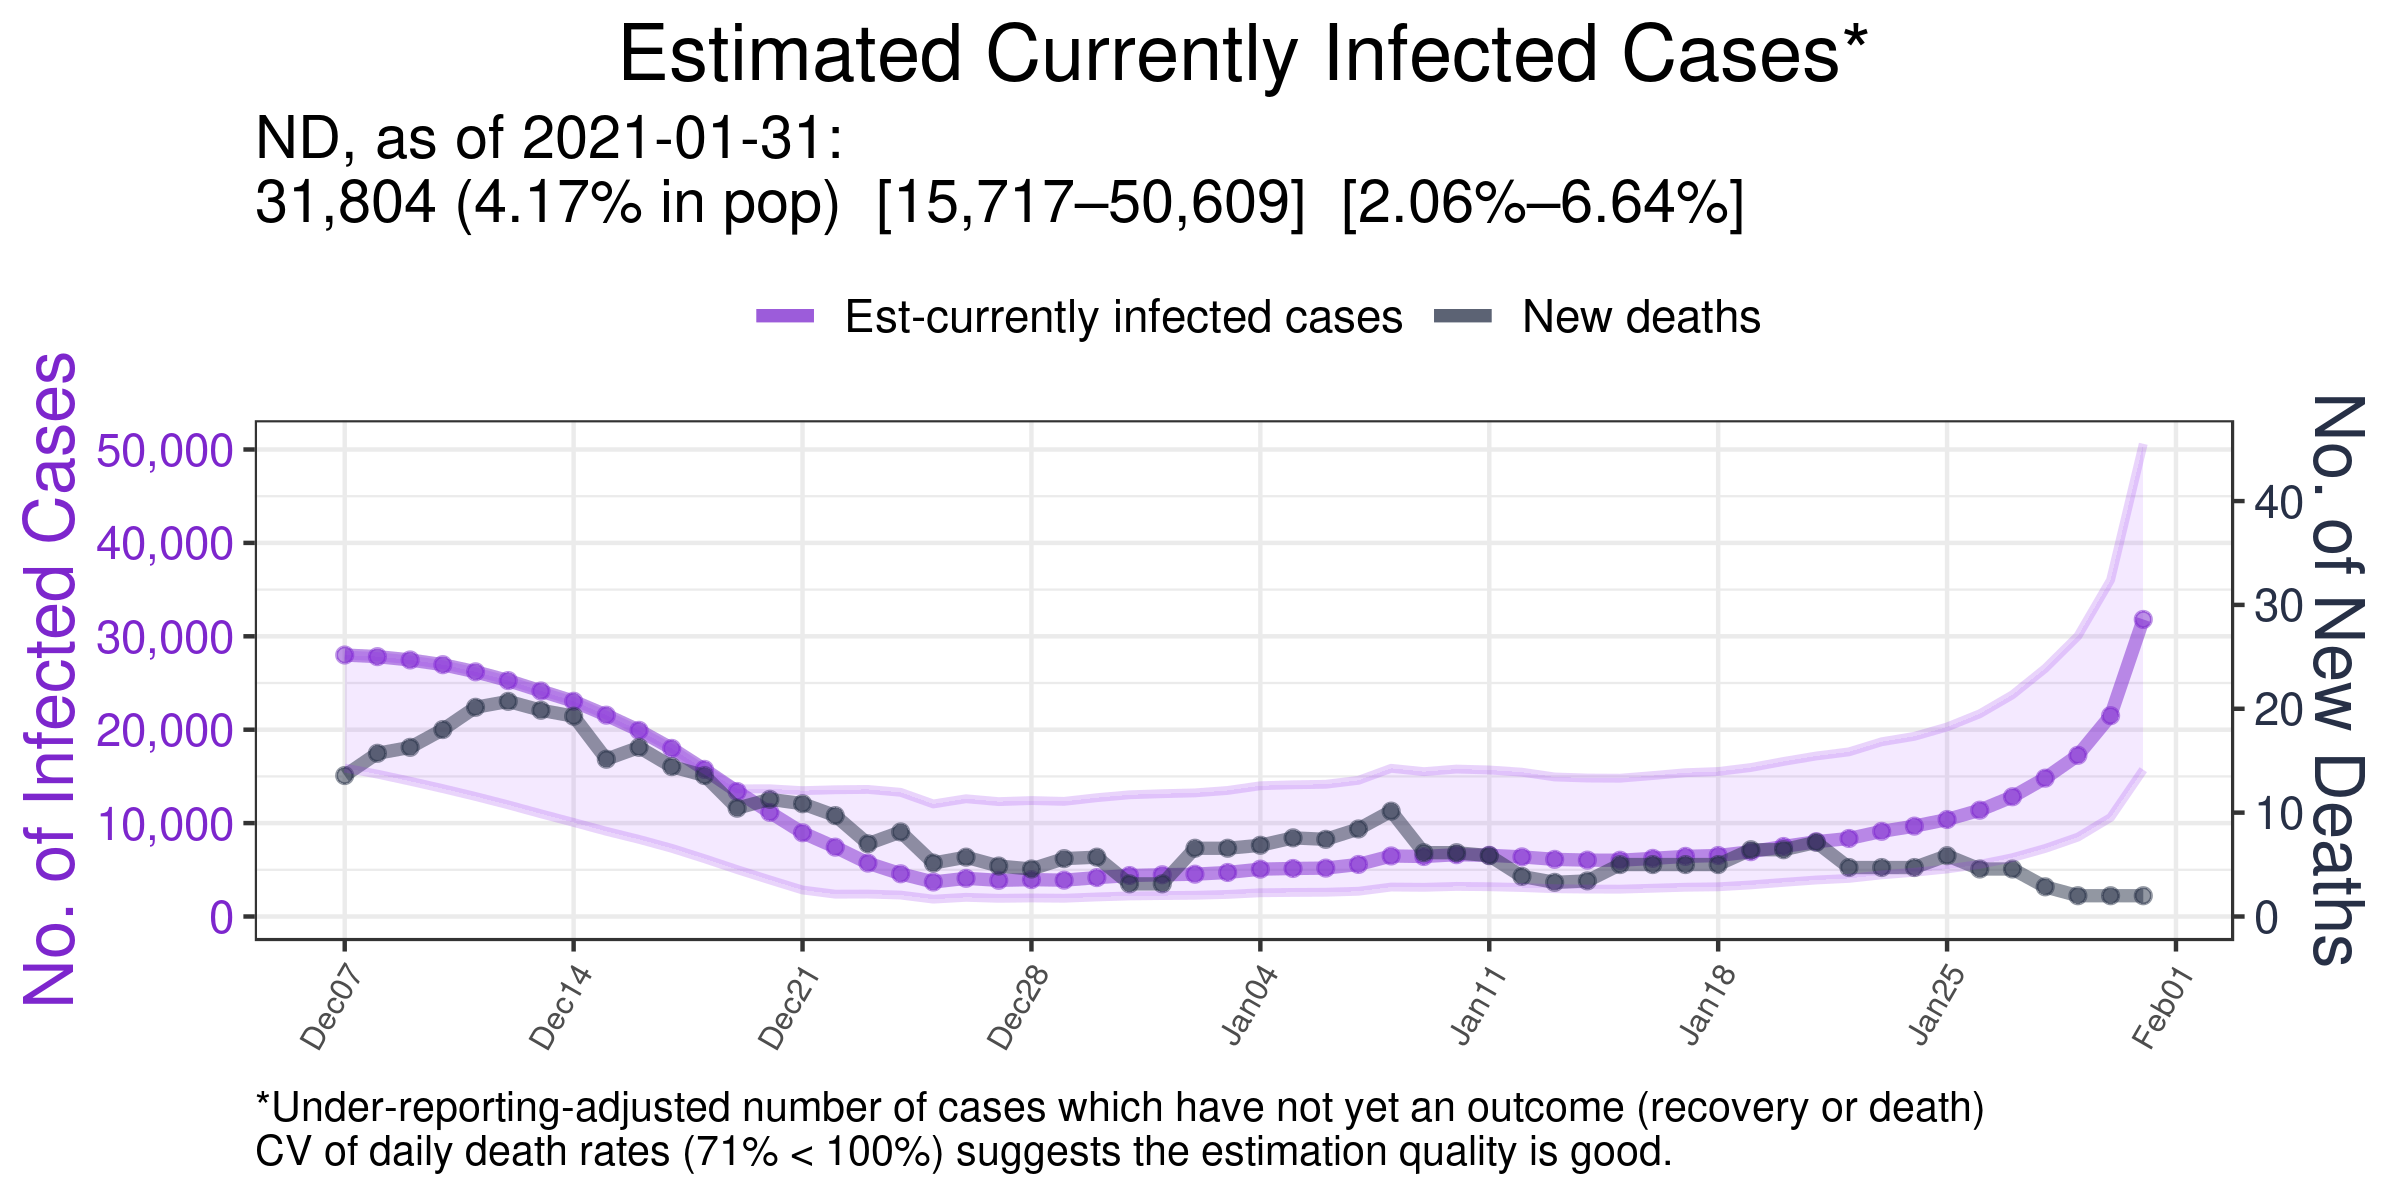 Estimated Currently Infected Cases*
ND, as of 2021-01-31:
31,804 (4.17% in pop)  [15,717–50,609]  [2.06%–6.64%]
Est-currently infected cases
New deaths
No. of Infected Cases
50,000
40,000
30,000
20,000
10,000
0
40
30
20
10
0
No. of New Deaths
Dec07
Dec14
Dec21
Dec28
Jan04
Jan11
Jan18
Jan25
Feb01
*Under-reporting-adjusted number of cases which have not yet an outcome (recovery or death)
CV of daily death rates (71% < 100%) suggests the estimation quality is good.